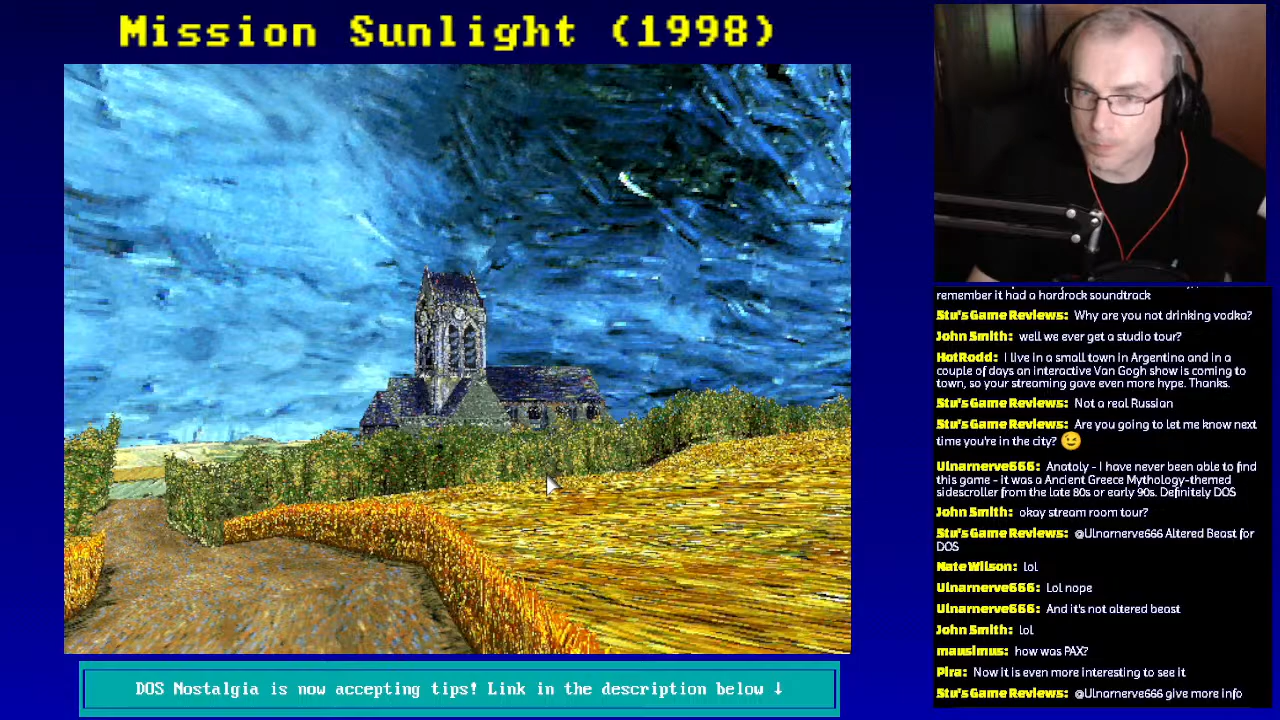 Mission Sunlight (1998)
remember it had a hardrock soundtrack
Stu's Game Reviews: Why are you not drinking vodka?
John Smith: well we ever get a studio tour?
HotRodd: I live in a small town in Argentina and in a
couple of days an interactive Van Gogh show is coming to
town, so your streaming gave even more hype. Thanks.
Stu's Game Reviews: Not a real Russian
Stu's Game Reviews: Are you going to let me know next
time you're in the city? 😉
Ulnarnerve666: Anatoly - I have never been able to find
this game - it was a Ancient Greece Mythology-themed
sidescroller from the late 80s or early 90s. Definitely DOS
John Smith: okay stream room tour?
Stu's Game Reviews: @Ulnarnerve666 Altered Beast for
DOS
Nate Wilson: lol
Ulnarnerve666: Lol nope
Ulnarnerve666: And it's not altered beast
John Smith: lol
mausimus: how was PAX?
Pira: Now it is even more interesting to see it
Stu's Game Reviews: @Ulnarnerve666 give more info
DOS Nostalgia is now accepting tips! Link in the description below ↓